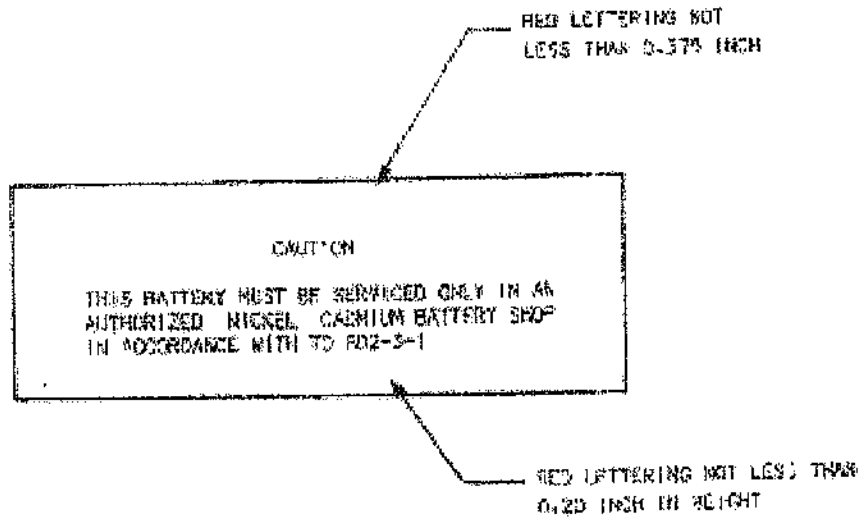 RED LETTERING NOT
LESS THAN 0.375 INCH
CAUTION
THIS BATTERY MUST BE SERVICED ONLY IN AN
AUTHORIZED NICKEL CADMIUM BATTERY SHOP
IN ACCORDANCE WITH TO
RED LETTERING NOT LESS THAN
0.20 INCH IN HEIGHT